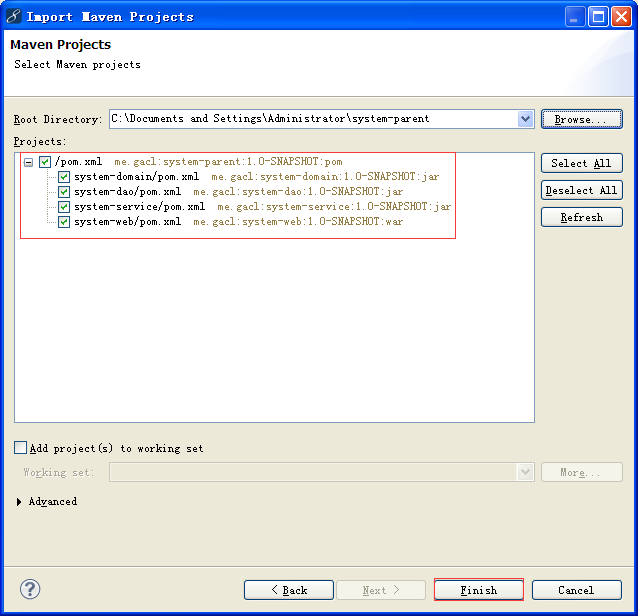 Import Maven Projects
Maven Projects
Select Maven projects
Root Directory: C:\Documents and Settings\Administrator\system-parent Browse...
Projects:
/pom.xml me.gacl:system-parent:1.0-SNAPSHOT:pom
system-domain/pom.xml me.gacl:system-domain:1.0-SNAPSHOT:jar
system-dao/pom.xml me.gacl:system-dao:1.0-SNAPSHOT:jar
system-service/pom.xml me.gacl:system-service:1.0-SNAPSHOT:jar
system-web/pom.xml me.gacl:system-web:1.0-SNAPSHOT:war
Select All
Deselect All
Refresh
Add project(s) to working set
Working set: More...
Advanced
? < Back Next > Finish Cancel